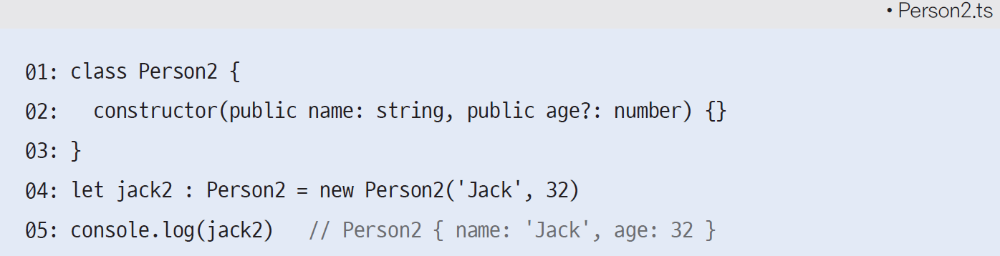 • Person2.ts
01: class Person2 {
02:   constructor(public name: string, public age?: number) {}
03: }
04: let jack2 : Person2 = new Person2('Jack', 32)
05: console.log(jack2)   // Person2 { name: 'Jack', age: 32 }